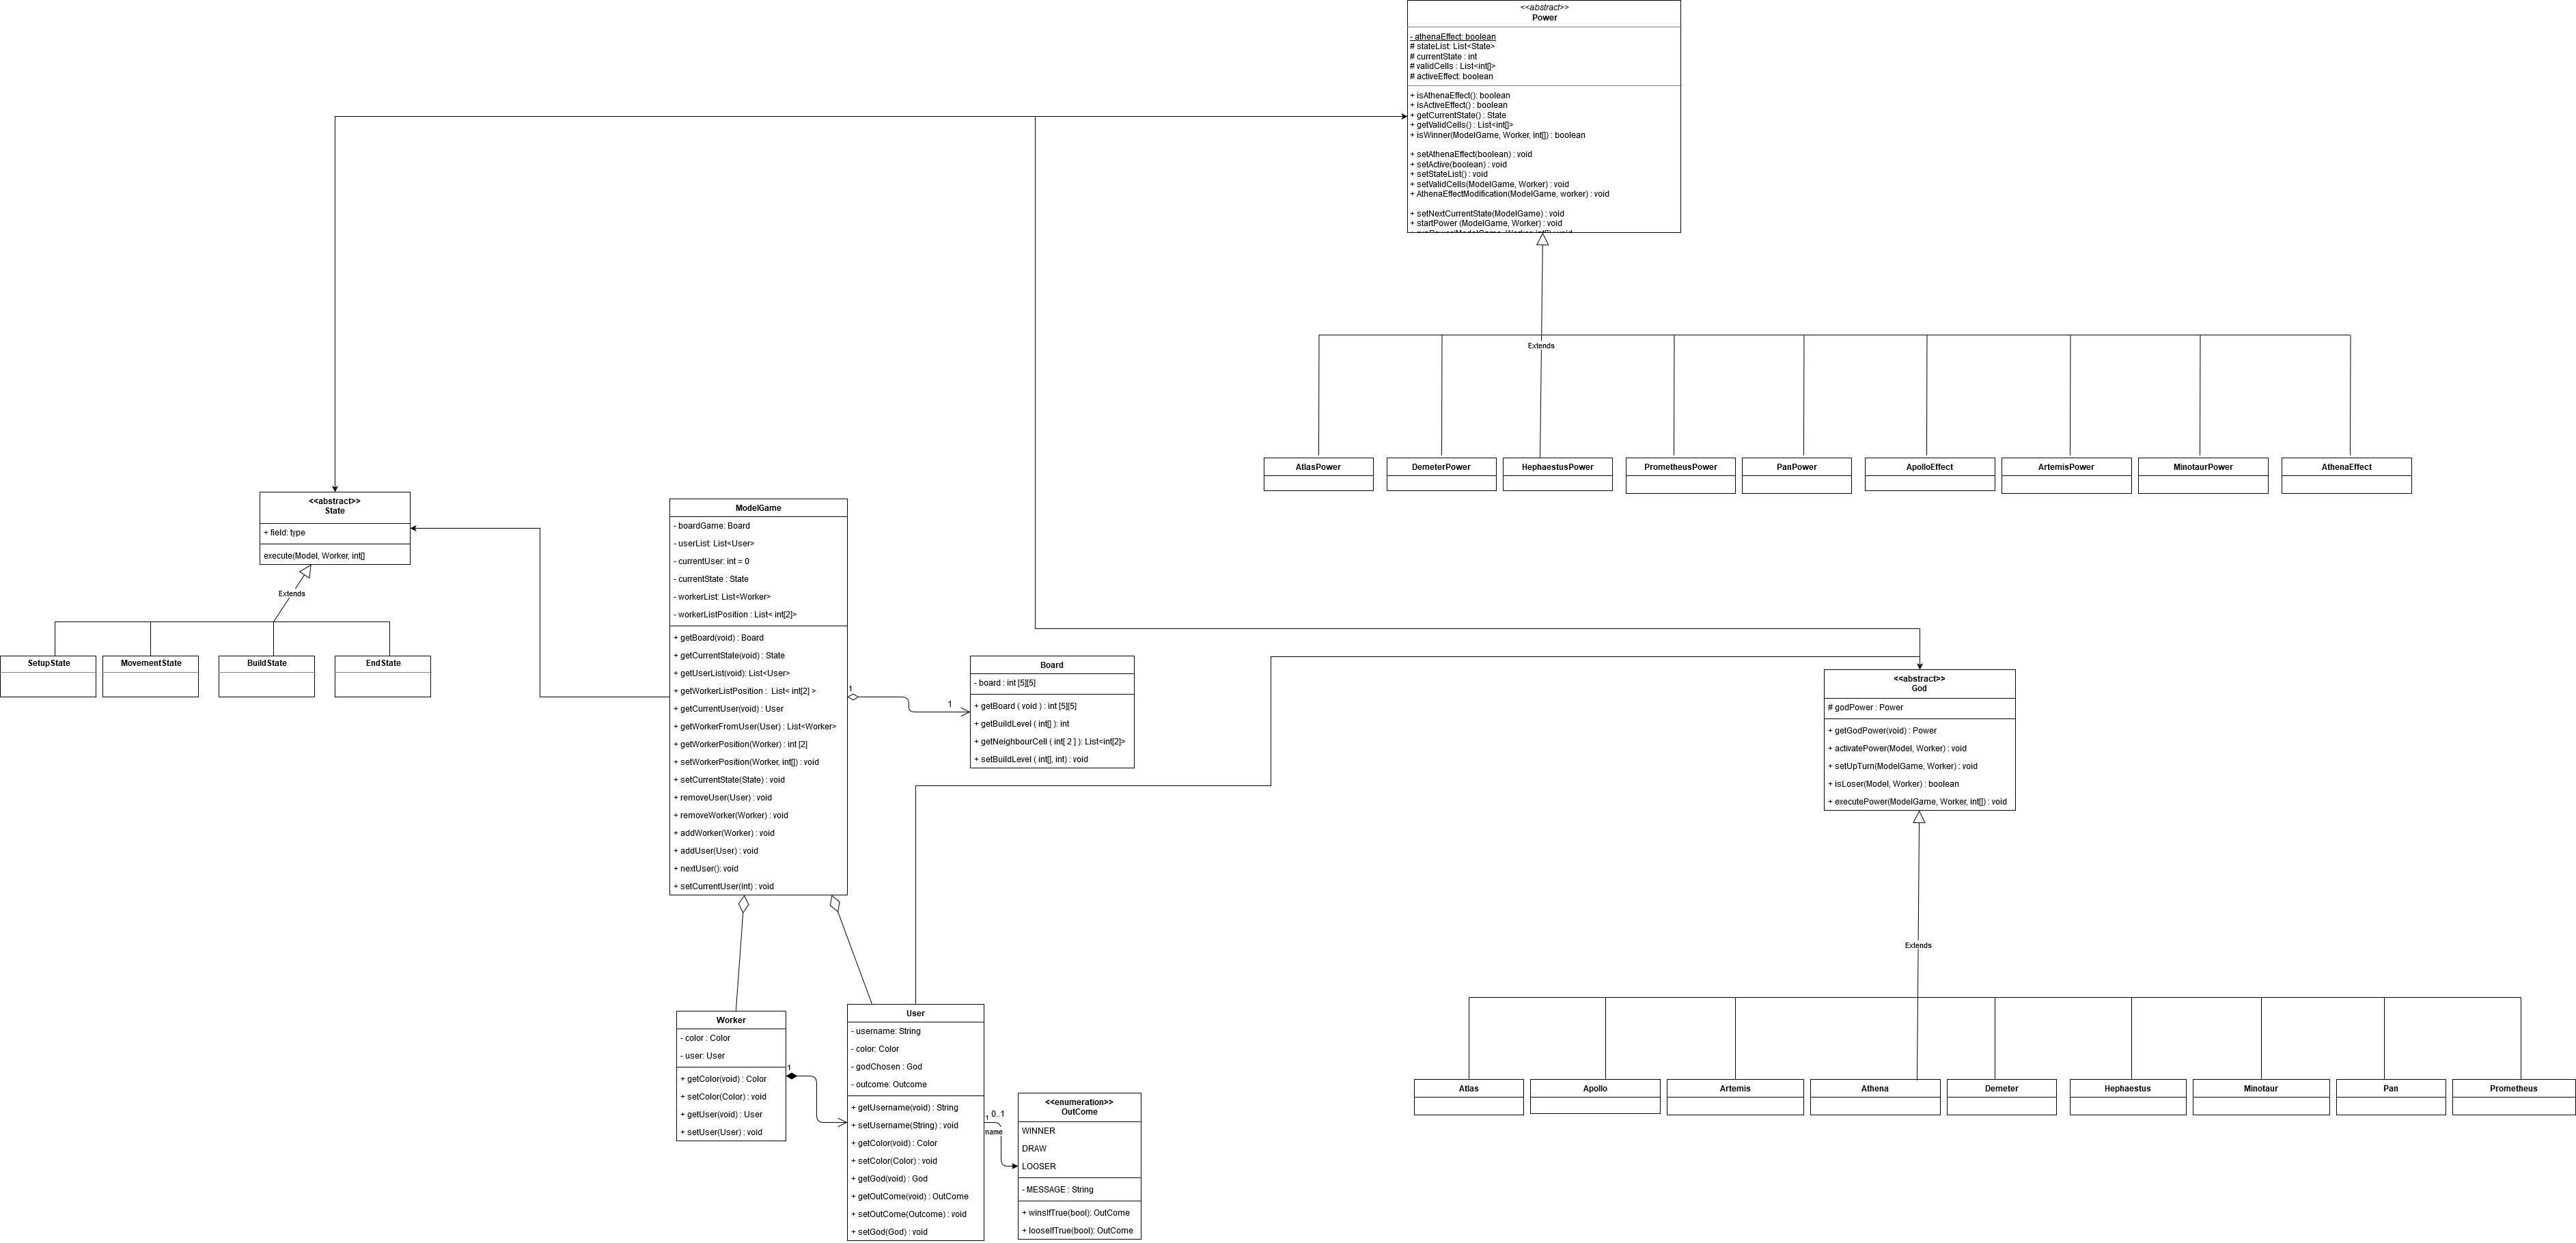 <<abstract>>
Power
- athenaEffect: boolean
# stateList: List<State>
# currentState : int
# validCells : List<int[]>
# activeEffect: boolean
+ isAthenaEffect(): boolean
+ isActiveEffect() : boolean
+ getCurrentState() : State
+ getValidCells() : List<int[]>
+ isWinner(ModelGame, Worker, int[]) : boolean
+ setAthenaEffect(boolean) : void
+ setActive(boolean) : void
+ setStateList() : void
+ setValidCells(ModelGame, Worker) : void
+ AthenaEffectModification(ModelGame, worker) : void
+ setNextCurrentState(ModelGame) : void
+ startPower (ModelGame, Worker) : void
Extends
AtlasPower
DemeterPower
HephaestusPower
PrometheusPower
PanPower
ApolloEffect
ArtemisPower
MinotaurPower
AthenaEffect
<<abstract>>
State
+ field: type
execute(Model, Worker, int[]
Extends
SetupState
MovementState
BuildState
EndState
ModelGame
- boardGame: Board
- userList: List<User>
- currentUser: int = 0
- currentState : State
- workerList: List<Worker>
- workerListPosition : List< int[2]>
+ getBoard(void) : Board
+ getCurrentState(void) : State
+ getUserList(void): List<User>
+ getWorkerListPosition :  List< int[2] >
+ getCurrentUser(void) : User
+ getWorkerFromUser(User) : List<Worker>
+ getWorkerPosition(Worker) : int [2]
+ setWorkerPosition(Worker, int[]) : void
+ setCurrentState(State) : void
+ removeUser(User) : void
+ removeWorker(Worker) : void
+ addWorker(Worker) : void
+ addUser(User) : void
+ nextUser(): void
+ setCurrentUser(int) : void
1
1
Board
- board : int [5][5]
+ getBoard ( void ) : int [5][5]
+ getBuildLevel ( int[] ): int
+ getNeighbourCell ( int[ 2 ] ): List<int[2]>
+ setBuildLevel ( int[], int) : void
<<abstract>>
God
# godPower : Power
+ getGodPower(void) : Power
+ activatePower(Model, Worker) : void
+ setUpTurn(ModelGame, Worker) : void
+ isLoser(Model, Worker) : boolean
+ executePower(ModelGame, Worker, int[]) : void
Extends
Atlas
Apollo
Artemis
Athena
Demeter
Hephaestus
Minotaur
Pan
Prometheus
Worker
- color : Color
- user: User
+ getColor(void) : Color
+ setColor(Color) : void
+ getUser(void) : User
+ setUser(User) : void
1
User
- username: String
- color: Color
- godChosen : God
- outcome: Outcome
+ getUsername(void) : String
+ setUsername(String) : void
+ getColor(void) : Color
+ setColor(Color) : void
+ getGod(void) : God
+ getOutCome(void) : OutCome
+ setOutCome(Outcome) : void
+ setGod(God) : void
1
0..1
name
<<enumeration>>
OutCome
WINNER
DRAW
LOOSER
- MESSAGE : String
+ winsIfTrue(bool): OutCome
+ looseIfTrue(bool): OutCome